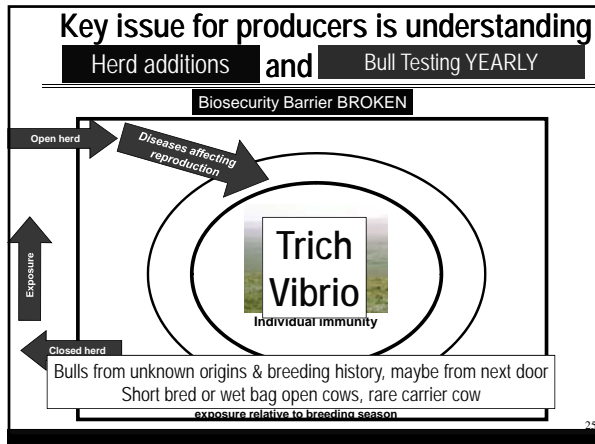 Key issue for producers is understanding
Herd additions and Bull Testing YEARLY
Biosecurity Barrier BROKEN
Open herd
Diseases affecting
reproduction
Exposure
Trich
Vibrio
Individual immunity
Closed herd
Bulls from unknown origins & breeding history, maybe from next door
Short bred or wet bag open cows, rare carrier cow
exposure relative to breeding season
25